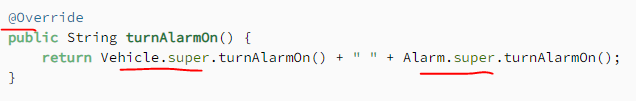 @Override
public String turnAlarmOn() {
    return Vehicle.super.turnAlarmOn() + " " + Alarm.super.turnAlarmOn();
}